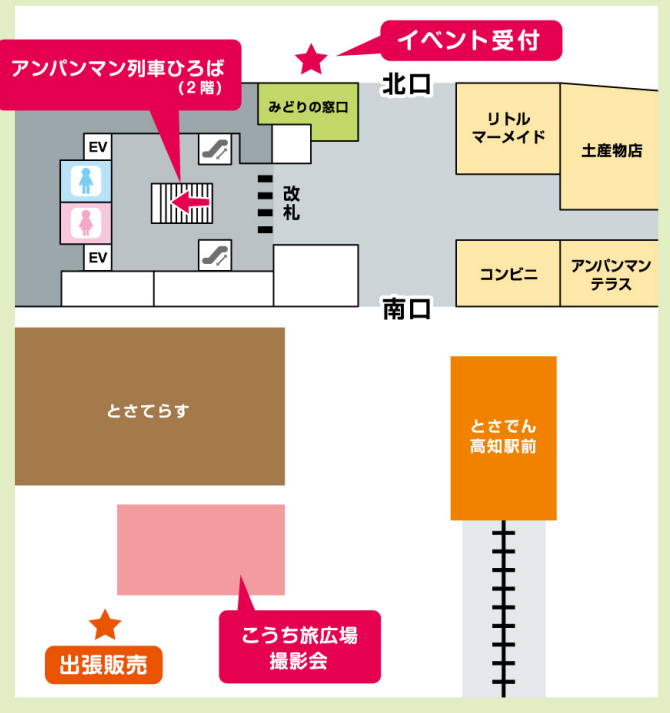 イベント受付
アンパンマン列車ひろば
(2階)
北口
みどりの窓口
リトル
マーメイド
土産物店
EV
改
札
EV
コンビニ
アンパンマン
テラス
南口
とさてらす
とさでん
高知駅前
こうち旅広場
撮影会
出張販売